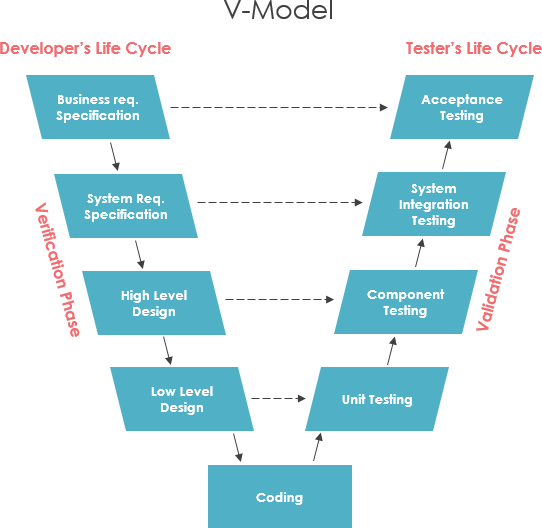 V-Model
Developer's Life Cycle
Tester's Life Cycle
Business req.
Specification
Acceptance
Testing
System Req.
Specification
System
Integration
Testing
Verification Phase
Validation Phase
High Level
Design
Component
Testing
Low Level
Design
Unit Testing
Coding